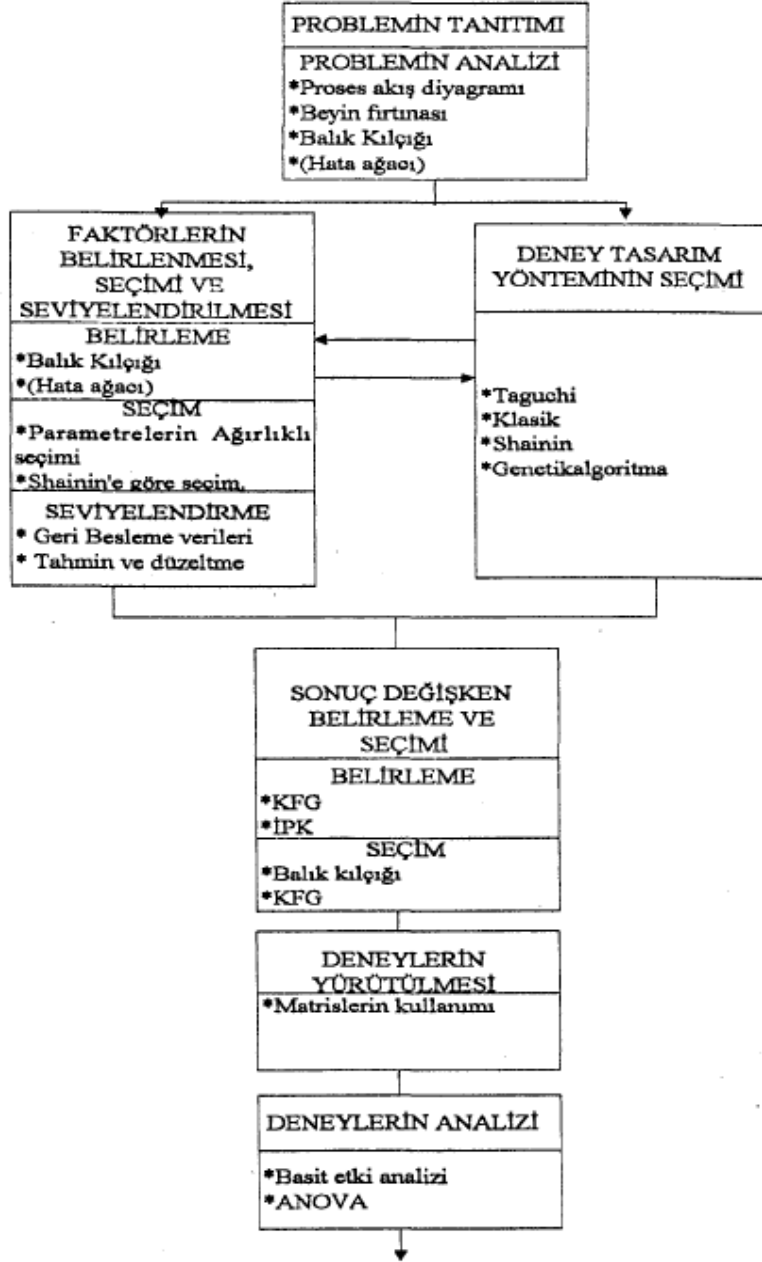 PROBLEMİN TANITIMI
PROBLEMİN ANALİZİ
*Proses akış diyagramı
*Beyin fırtınası
*Balık Kılçığı
*(Hata ağacı)
FAKTÖRLERİN
BELİRLENMESİ,
SEÇİMİ VE
SEVİYELENDİRİLMESİ
BELİRLEME
*Balık Kılçığı
*(Hata ağacı)
SEÇİM
*Parametrelerin Ağırlıklı
seçimi
*Shainin'e göre seçim.
SEVİYELENDİRME
* Geri Besleme verileri
* Tahmin ve düzeltme
DENEY TASARIM
YÖNTEMİNİN SEÇİMİ
*Taguchi
*Klasik
*Shainin
*Genetikalgoritma
SONUÇ DEĞİŞKEN
BELİRLEME VE
SEÇİMİ
BELİRLEME
*KFG
*İPK
SEÇİM
*Balık kılçığı
*KFG
DENEYLERİN
YÜRÜTÜLMESİ
*Matrislerin kullanımı
DENEYLERİN ANALİZİ
*Basit etki analizi
*ANOVA